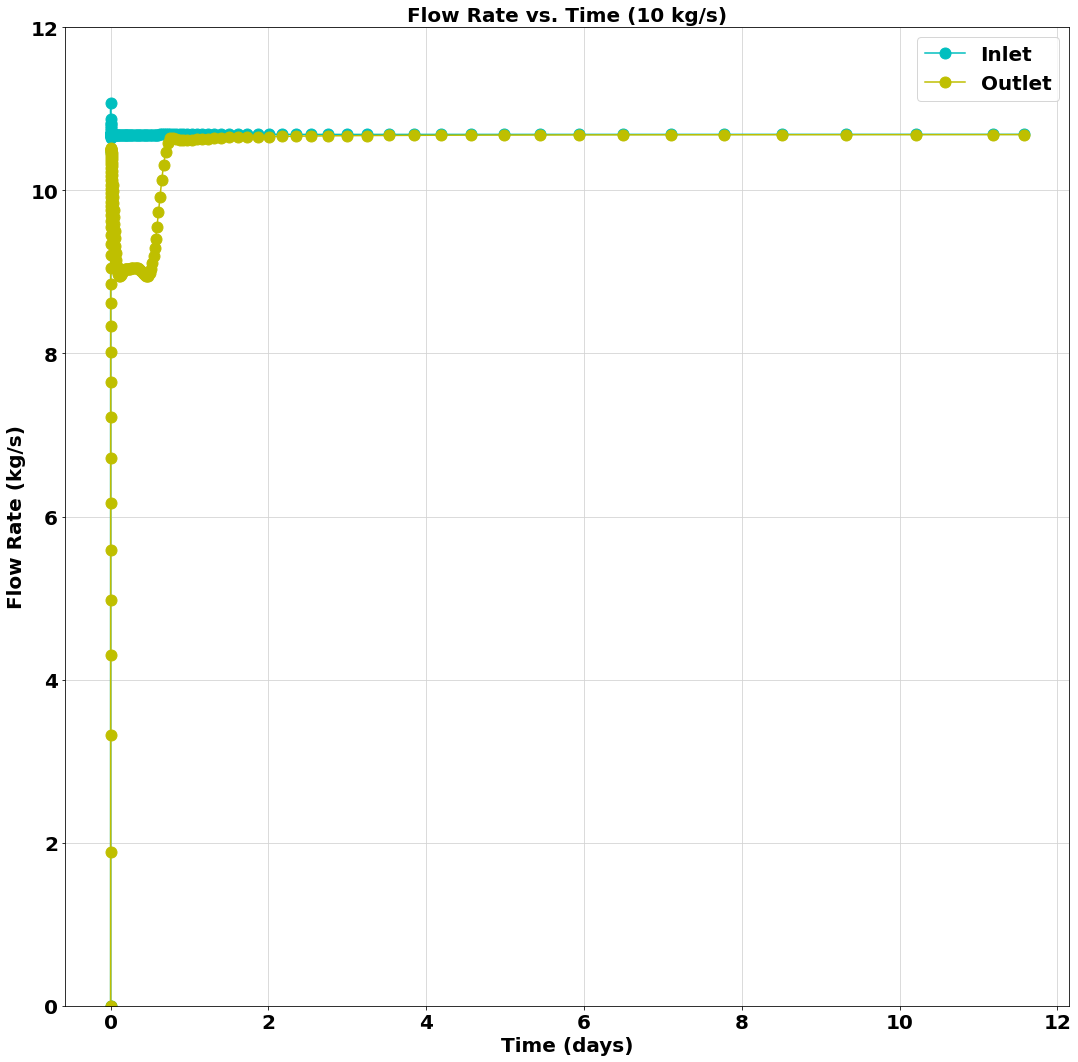 Flow Rate vs. Time (10 kg/s)
Inlet
Outlet
Flow Rate (kg/s)
12
10
8
6
4
2
0
0 2 4 6 8 10 12
Time (days)